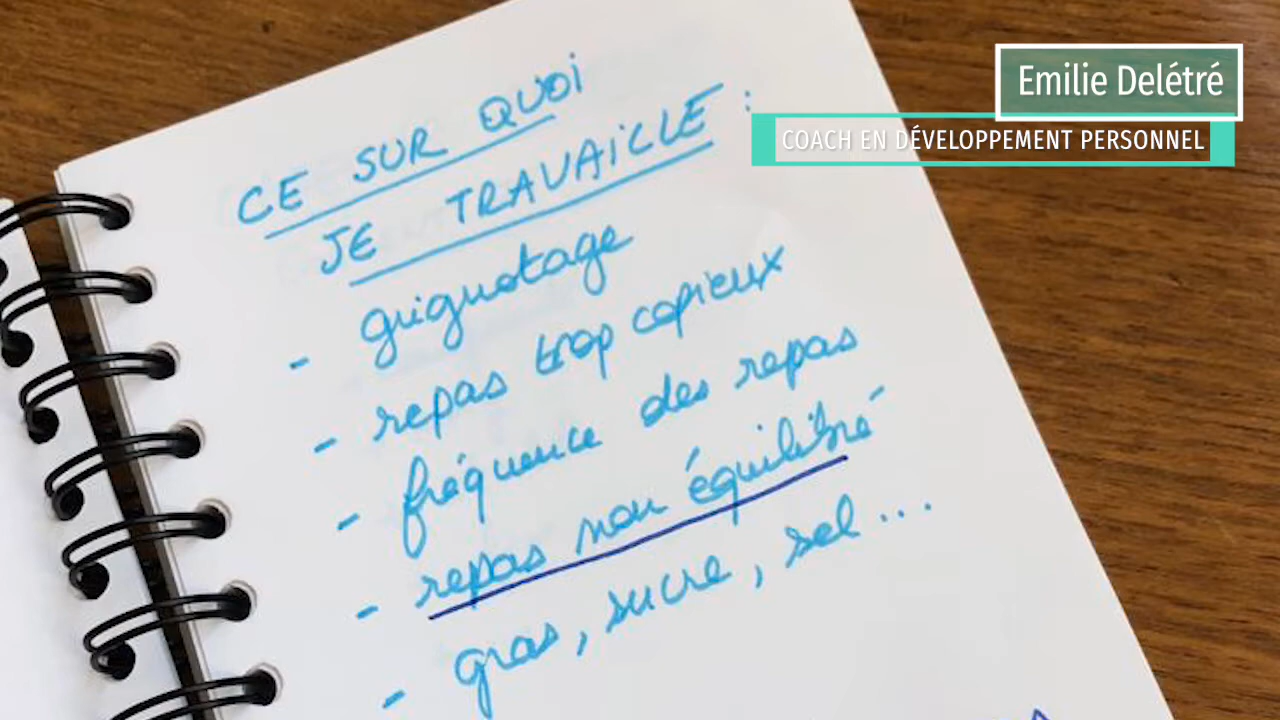 Emilie Delétré
COACH EN DÉVELOPPEMENT PERSONNEL
CE SUR QUOI
JE TRAVAILLE :
- grignotage
- repas trop copieux
- fréquence des repas
- repas non équilibré
- gras, sucre, sel ...